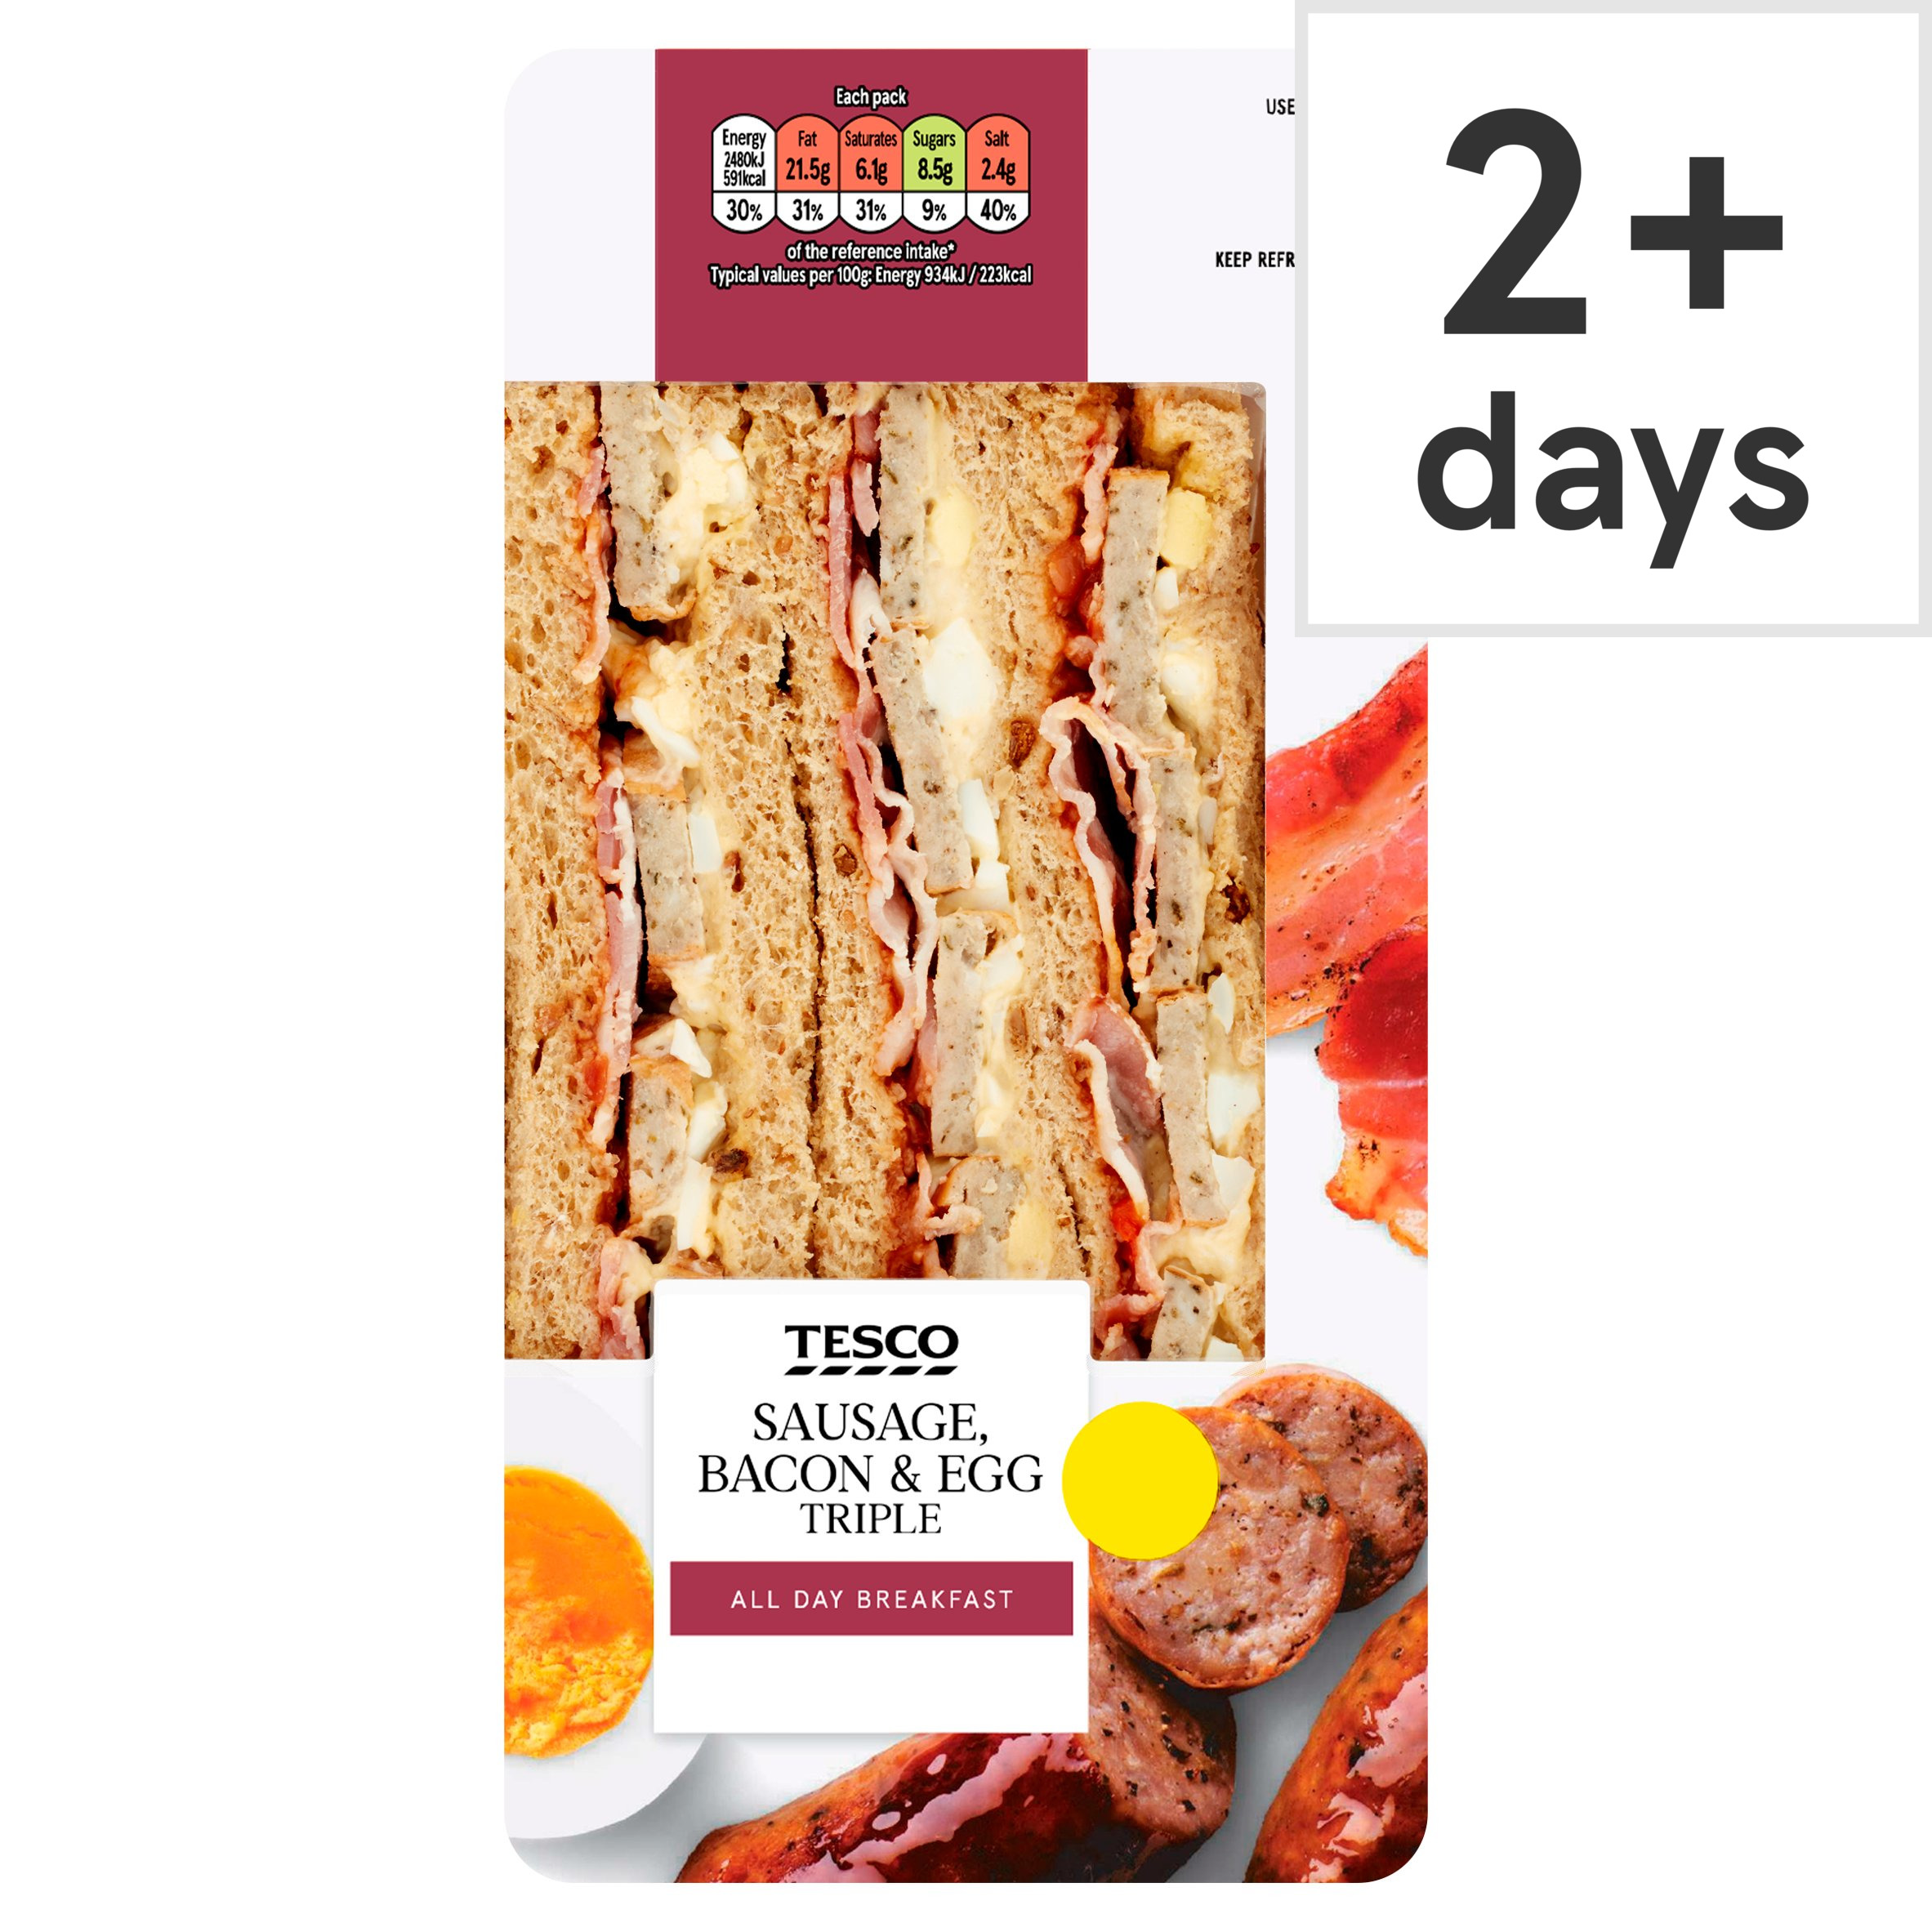 Each pack
Energy 2480kJ 591kcal 30%
Fat 21.5g 31%
Saturates 6.1g 31%
Sugars 8.5g 9%
Salt 2.4g 40%
of the reference intake*
Typical values per 100g: Energy 934kJ / 223kcal
USE
KEEP REFR
2+
days
TESCO
SAUSAGE,
BACON & EGG
TRIPLE
ALL DAY BREAKFAST